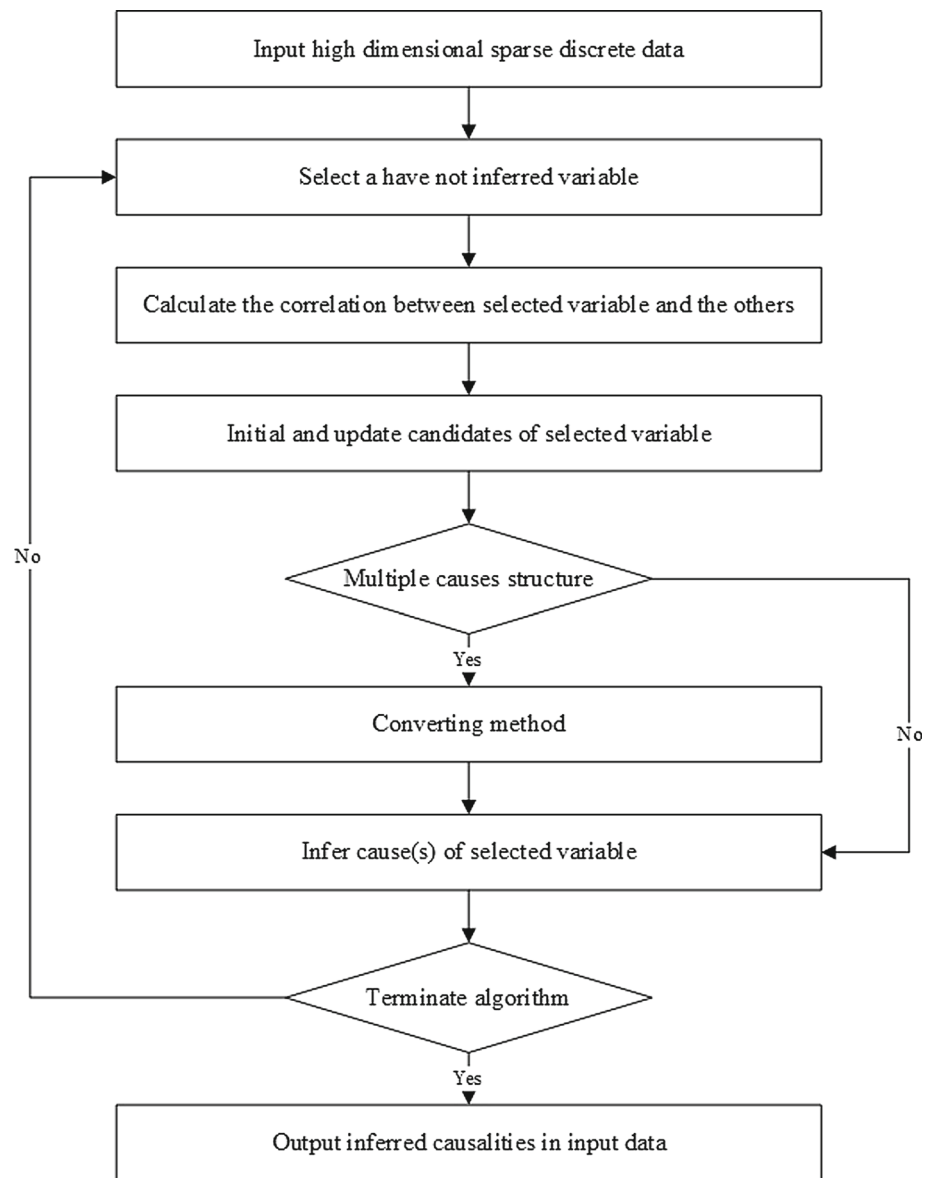 Input high dimensional sparse discrete data
Select a have not inferred variable
Calculate the correlation between selected variable and the others
Initial and update candidates of selected variable
No
Multiple causes structure
Yes
Converting method
No
Infer cause(s) of selected variable
Terminate algorithm
Yes
Output inferred causalities in input data